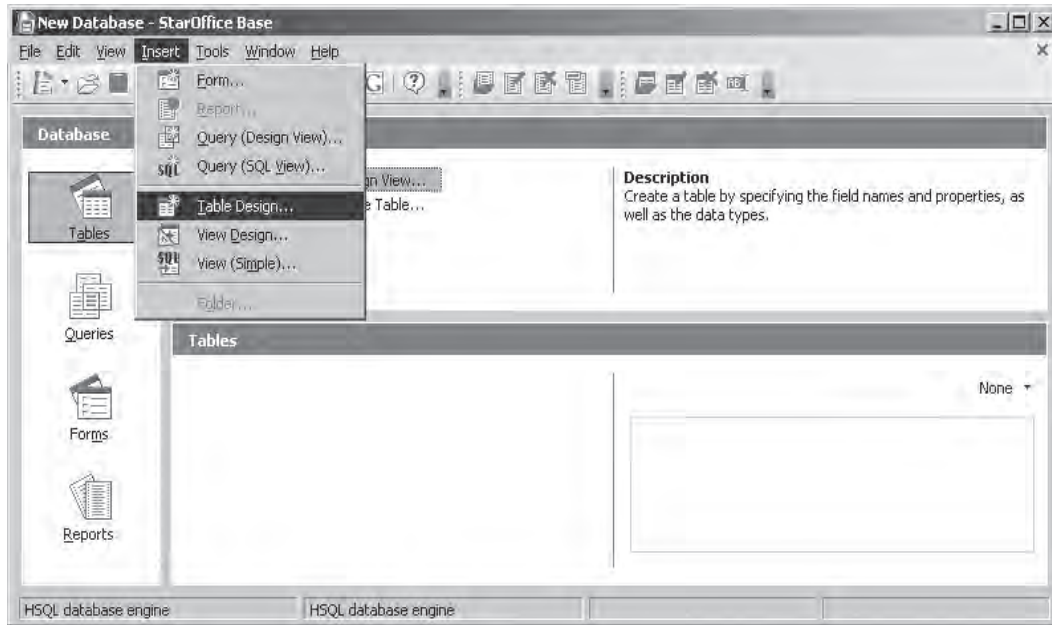 New Database - StarOffice Base
File Edit View Insert Tools Window Help
Form...
Report...
Query (Design View)...
SQL Query (SQL View)...
Table Design...
View Design...
SQL View (Simple)...
Folder...
Database
Tables
Queries
Forms
Reports
View...
Table...
Description
Create a table by specifying the field names and properties, as
well as the data types.
Tables
None
HSQL database engine HSQL database engine